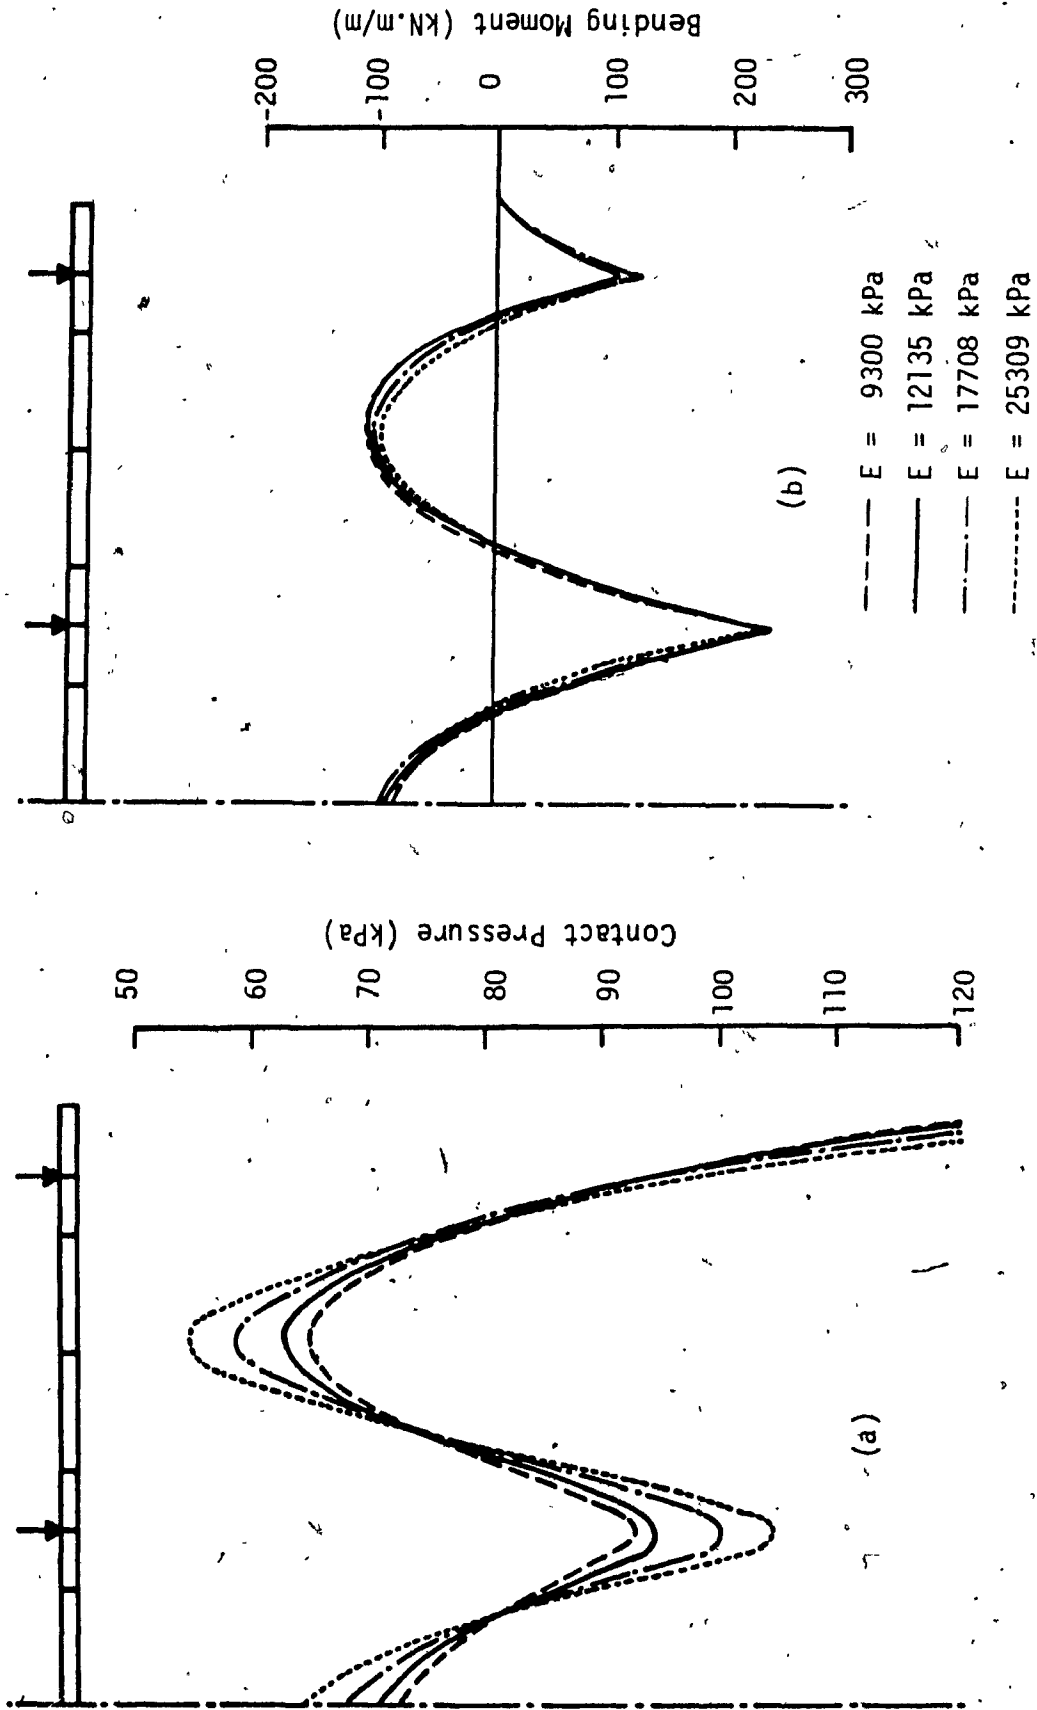 50
60
70
80
90
100
110
120
Contact Pressure (kPa)
(a)
-200
-100
0
100
200
300
Bending Moment (kN.m/m)
(b)
E = 9300 kPa
E = 12135 kPa
E = 17708 kPa
E = 25309 kPa